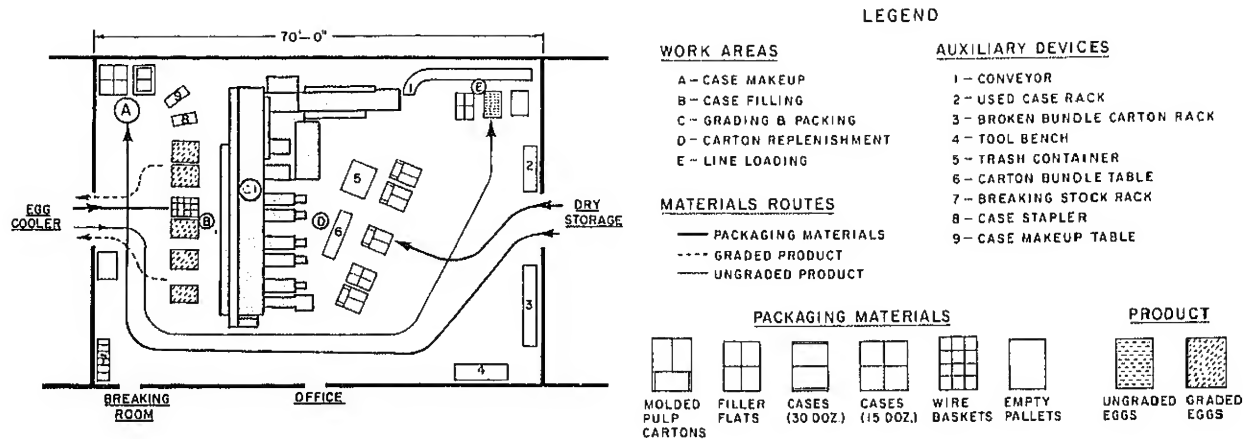 70'-0"
A
9
8
1
E
2
C
5
B
D
6
EGG
COOLER
DRY
STORAGE
3
7
4
BREAKING
ROOM
OFFICE
LEGEND
WORK AREAS
A - CASE MAKEUP
B - CASE FILLING
C - GRADING & PACKING
D - CARTON REPLENISHMENT
E - LINE LOADING
MATERIALS ROUTES
PACKAGING MATERIALS
GRADED PRODUCT
UNGRADED PRODUCT
AUXILIARY DEVICES
1 - CONVEYOR
2 - USED CASE RACK
3 - BROKEN BUNDLE CARTON RACK
4 - TOOL BENCH
5 - TRASH CONTAINER
6 - CARTON BUNDLE TABLE
7 - BREAKING STOCK RACK
8 - CASE STAPLER
9 - CASE MAKEUP TABLE
PACKAGING MATERIALS
MOLDED
PULP
CARTONS
FILLER
FLATS
CASES
(30 DOZ.)
CASES
(15 DOZ.)
WIRE
BASKETS
EMPTY
PALLETS
PRODUCT
UNGRADED
EGGS
GRADED
EGGS